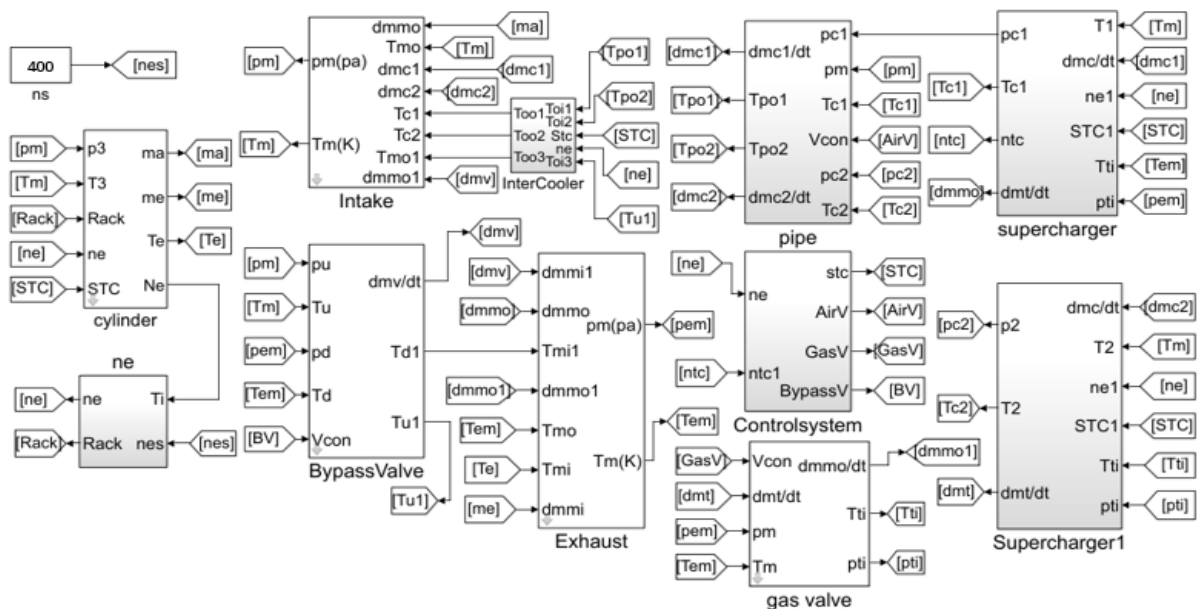 400
[nes]
ns
[pm]
[Tm]
[Rack]
[ne]
[STC]
p3
T3
Rack
ne
STC
ma
me
Te
Ne
[ma]
[me]
[Te]
cylinder
ne
[ne]
[Rack]
ne
Rack
Ti
nes
[nes]
[pm]
[Tm]
pm(pa)
Tm(K)
dmmo
Tmo
dmc1
dmc2
Tc1
Tc2
Tmo1
dmmo1
[ma]
[Tm]
[dmc1]
[dmc2]
[dmv]
Intake
Too1
Too2
Too3
Toi1
Toi2
Stc
ne
Toi3
[Tpo1]
[Tpo2]
[STC]
[ne]
[Tu1]
InterCooler
[dmc1]
[Tpo1]
[Tpo2]
[dmc2]
dmc1/dt
Tpo1
Tpo2
dmc2/dt
pc1
pm
Tc1
Vcon
pc2
Tc2
[pm]
[Tc1]
[AirV]
[pc2]
[Tc2]
pipe
[Tc1]
[ntc]
[dmmo]
pc1
Tc1
ntc
dmt/dt
T1
dmc/dt
ne1
STC1
Tti
pti
[Tm]
[dmc1]
[ne]
[STC]
[Tem]
[pem]
supercharger
[pm]
[Tm]
[pem]
[Tem]
[BV]
pu
Tu
pd
Td
Vcon
dmv/dt
Td1
Tu1
[dmv]
[Tu1]
BypassValve
[dmv]
[dmmo]
[dmmo1]
[Tem]
[Te]
[me]
dmmi1
dmmo
Tmi1
dmmo1
Tmo
Tmi
dmmi
pm(pa)
Tm(K)
[pem]
[Tem]
Exhaust
[ne]
[ntc]
ne
ntc1
stc
AirV
GasV
BypassV
[STC]
[AirV]
[GasV]
[BV]
Controlsystem
[GasV]
[dmt]
[pem]
[Tem]
Vcon
dmt/dt
pm
Tm
dmmo/dt
Tti
pti
[dmmo1]
[Tti]
[pti]
gas valve
[pc2]
[Tc2]
[dmt]
p2
T2
dmt/dt
dmc/dt
T2
ne1
STC1
Tti
pti
[dmc2]
[Tm]
[ne]
[STC]
[Tti]
[pti]
Supercharger1